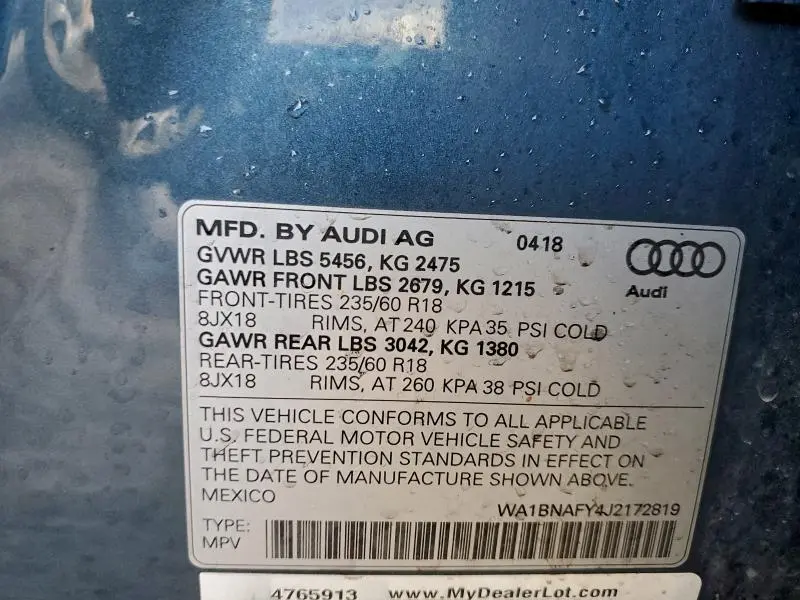 MFD. BY AUDI AG 0418
GVWR LBS 5456, KG 2475
GAWR FRONT LBS 2679, KG 1215
Audi
FRONT-TIRES 235/60 R18
8JX18 RIMS, AT 240 KPA 35 PSI COLD
GAWR REAR LBS 3042, KG 1380
REAR-TIRES 235/60 R18
8JX18 RIMS, AT 260 KPA 38 PSI COLD
THIS VEHICLE CONFORMS TO ALL APPLICABLE
U.S. FEDERAL MOTOR VEHICLE SAFETY AND
THEFT PREVENTION STANDARDS IN EFFECT ON
THE DATE OF MANUFACTURE SHOWN ABOVE.
MEXICO
WA1BNAFY4J2172819
TYPE:
MPV
4765913 www.MyDealerLot.com